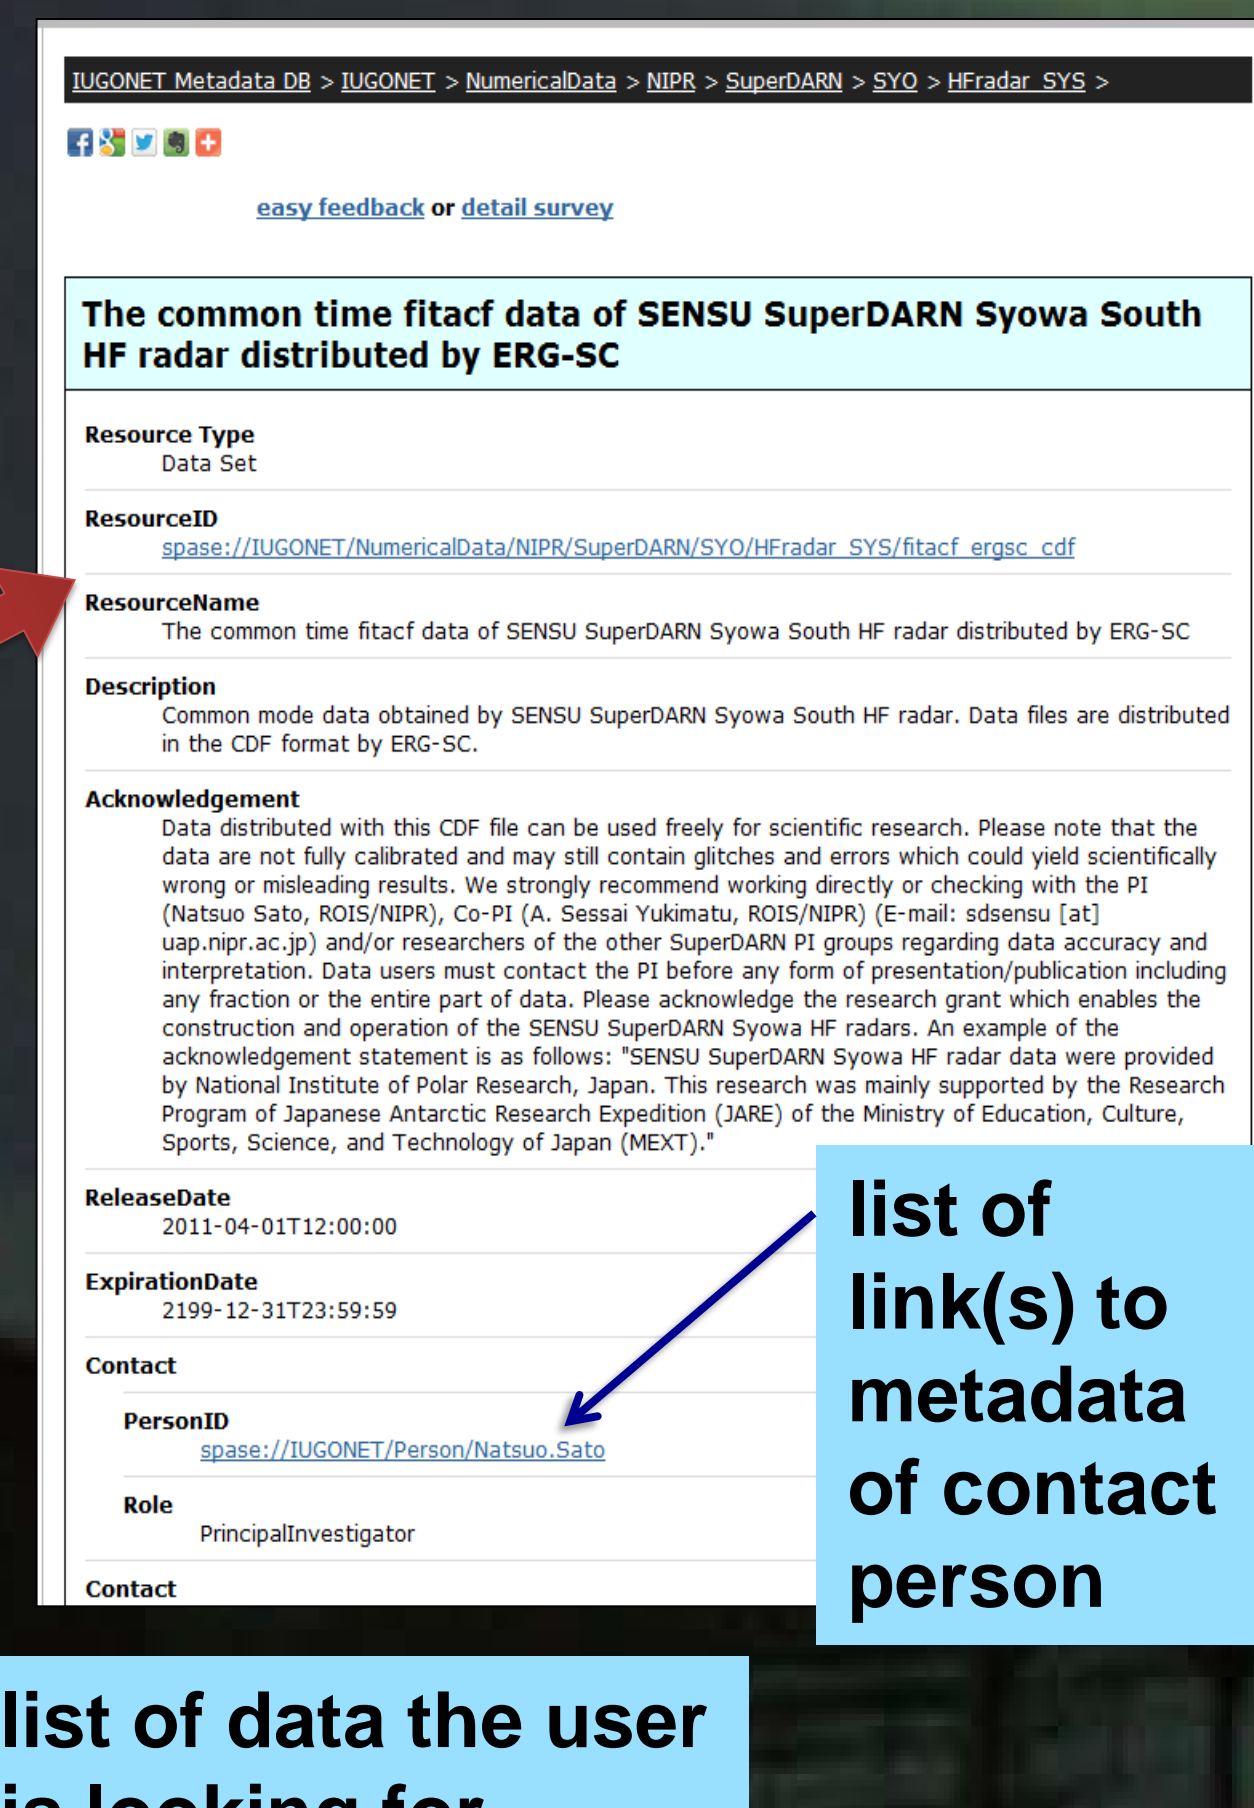 IUGONET Metadata DB > IUGONET > NumericalData > NIPR > SuperDARN > SYO > HFradar_SYS >
easy feedback or detail survey
The common time fitacf data of SENSU SuperDARN Syowa South
HF radar distributed by ERG-SC
Resource Type
Data Set
ResourceID
spase://IUGONET/NumericalData/NIPR/SuperDARN/SYO/HFradar_SYS/fitacf_ergsc_cdf
ResourceName
The common time fitacf data of SENSU SuperDARN Syowa South HF radar distributed by ERG-SC
Description
Common mode data obtained by SENSU SuperDARN Syowa South HF radar. Data files are distributed
in the CDF format by ERG-SC.
Acknowledgement
Data distributed with this CDF file can be used freely for scientific research. Please note that the
data are not fully calibrated and may still contain glitches and errors which could yield scientifically
wrong or misleading results. We strongly recommend working directly or checking with the PI
(Natsuo Sato, ROIS/NIPR), Co-PI (A. Sessai Yukimatu, ROIS/NIPR) (E-mail: sdsensu [at]
uap.nipr.ac.jp) and/or researchers of the other SuperDARN PI groups regarding data accuracy and
interpretation. Data users must contact the PI before any form of presentation/publication including
any fraction or the entire part of data. Please acknowledge the research grant which enables the
construction and operation of the SENSU SuperDARN Syowa HF radars. An example of the
acknowledgement statement is as follows: "SENSU SuperDARN Syowa HF radar data were provided
by National Institute of Polar Research, Japan. This research was mainly supported by the Research
Program of Japanese Antarctic Research Expedition (JARE) of the Ministry of Education, Culture,
Sports, Science, and Technology of Japan (MEXT)."
ReleaseDate
2011-04-01T12:00:00
ExpirationDate
2199-12-31T23:59:59
Contact
PersonID
spase://IUGONET/Person/Natsuo.Sato
Role
PrincipalInvestigator
Contact
list of
link(s) to
metadata
of contact
person
list of data the user
is looking for